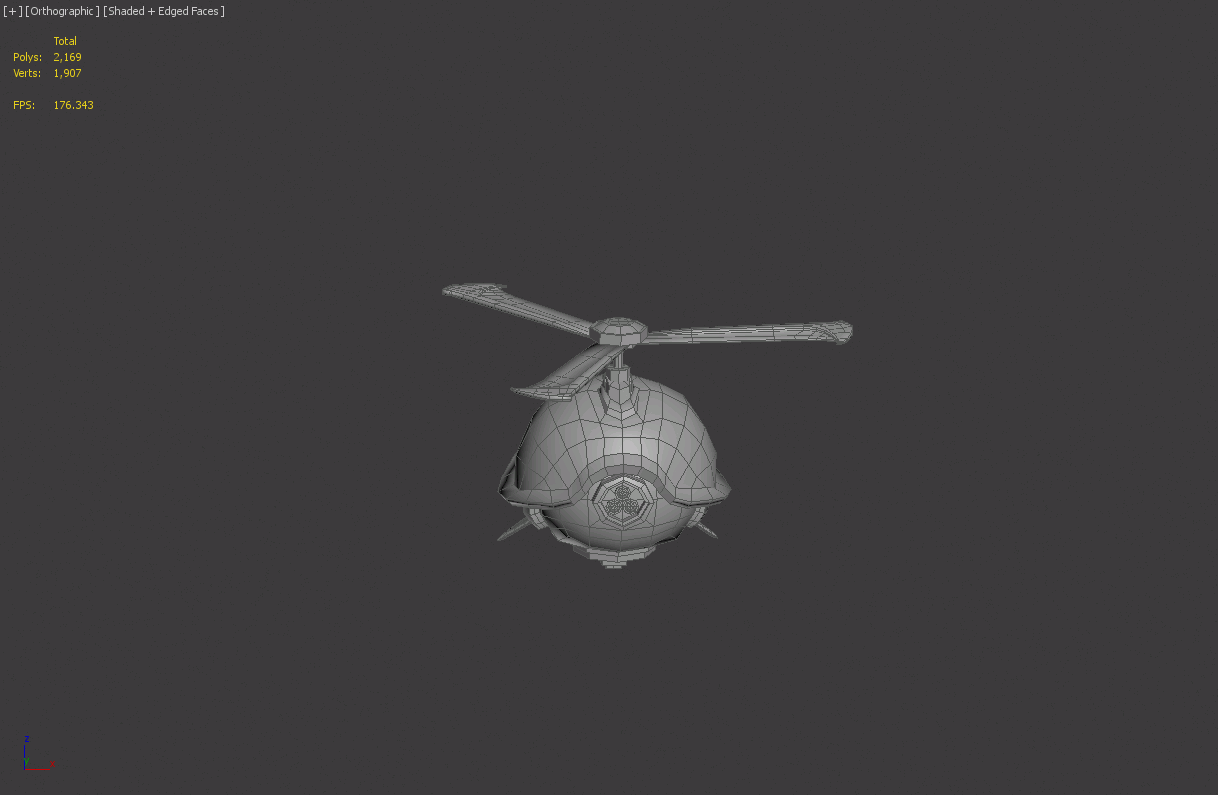 [+] [Orthographic ] [Shaded + Edged Faces ]
Total
Polys: 2,169
Verts: 1,907
FPS: 176.343
z
y
x